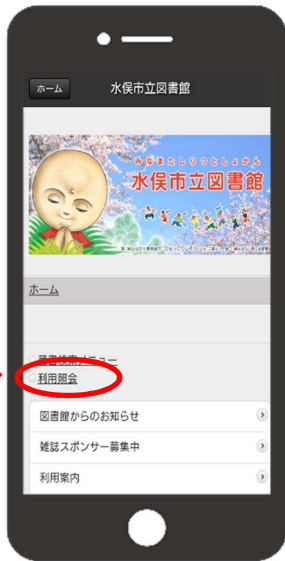 ホーム
水俣市立図書館
みなまたしりつとしょかん
水俣市立図書館
ホーム
蔵書検索メニュー
利用照会
図書館からのお知らせ
雑誌スポンサー募集中
利用案内